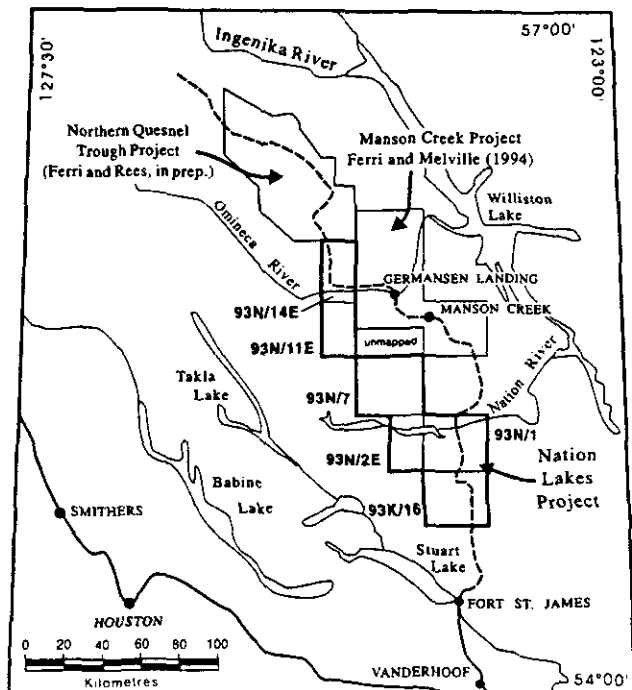 57°00'
127°30'
123°00'
Ingenika River
Northern Quesnel
Trough Project
(Ferri and Rees, in prep.)
Manson Creek Project
Ferri and Melville (1994)
Williston
Lake
Omineca River
GERMANSEN LANDING
93N/14E
MANSON CREEK
93N/11E
unmapped
Nation River
Takla
Lake
93N/7
93N/1
93N/2E
Nation
Lakes
Project
Babine
Lake
93K/16
SMITHERS
Stuart
Lake
FORT ST. JAMES
HOUSTON
0 20 40 60 80 100
Kilometres
VANDERHOOF
54°00'